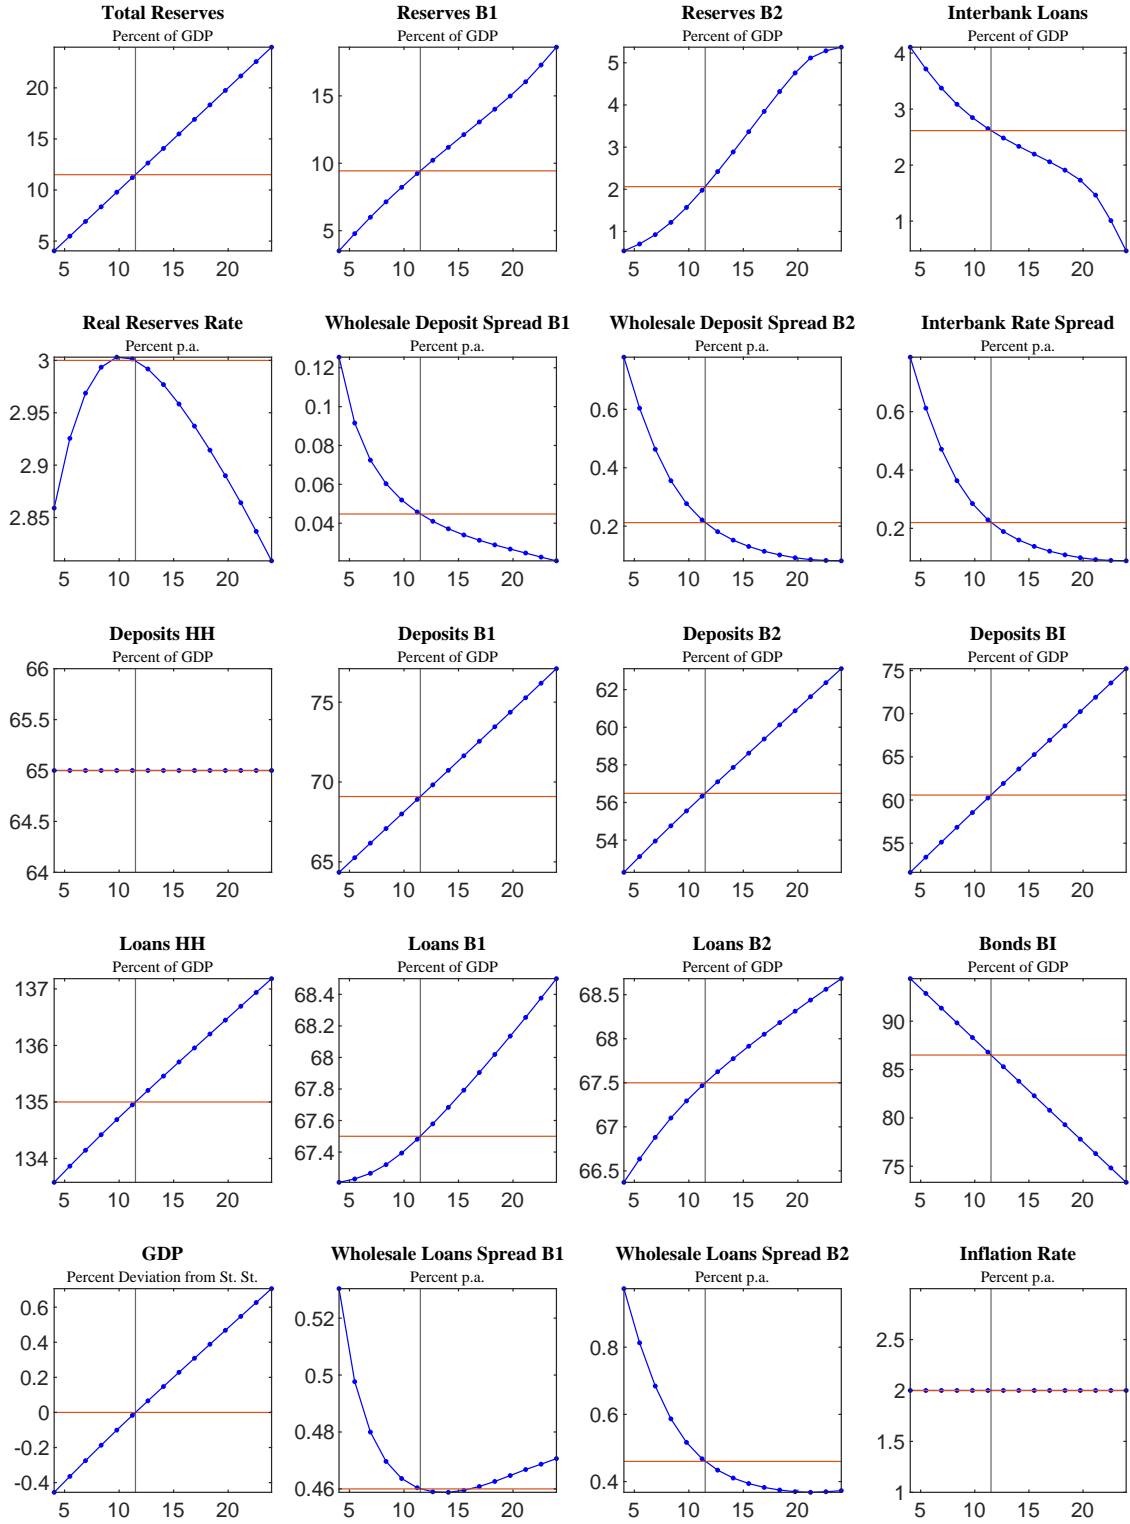 Total Reserves
Percent of GDP
20
10
5
5 10 15 20
Reserves B1
Percent of GDP
15
10
5
5 10 15 20
Reserves B2
Percent of GDP
5
4
3
2
1
5 10 15 20
Interbank Loans
Percent of GDP
4
3
2
1
5 10 15 20
Real Reserves Rate
Percent p.a.
3
2.95
2.9
2.85
5 10 15 20
Wholesale Deposit Spread B1
Percent p.a.
0.12
0.1
0.08
0.06
0.04
5 10 15 20
Wholesale Deposit Spread B2
Percent p.a.
0.6
0.4
0.2
5 10 15 20
Interbank Rate Spread
Percent p.a.
0.6
0.4
0.2
5 10 15 20
Deposits HH
Percent of GDP
66
65.5
65
64.5
64
5 10 15 20
Deposits B1
Percent of GDP
75
70
65
5 10 15 20
Deposits B2
Percent of GDP
62
60
58
56
54
5 10 15 20
Deposits BI
Percent of GDP
75
70
65
60
55
5 10 15 20
Loans HH
Percent of GDP
137
136
135
134
5 10 15 20
Loans B1
Percent of GDP
68.4
68.2
68
67.8
67.6
67.4
5 10 15 20
Loans B2
Percent of GDP
68.5
68
67.5
67
66.5
5 10 15 20
Bonds BI
Percent of GDP
90
85
80
75
5 10 15 20
GDP
Percent Deviation from St. St.
0.6
0.4
0.2
0
-0.2
-0.4
5 10 15 20
Wholesale Loans Spread B1
Percent p.a.
0.52
0.5
0.48
0.46
5 10 15 20
Wholesale Loans Spread B2
Percent p.a.
0.8
0.6
0.4
5 10 15 20
Inflation Rate
Percent p.a.
2.5
2
1.5
1
5 10 15 20